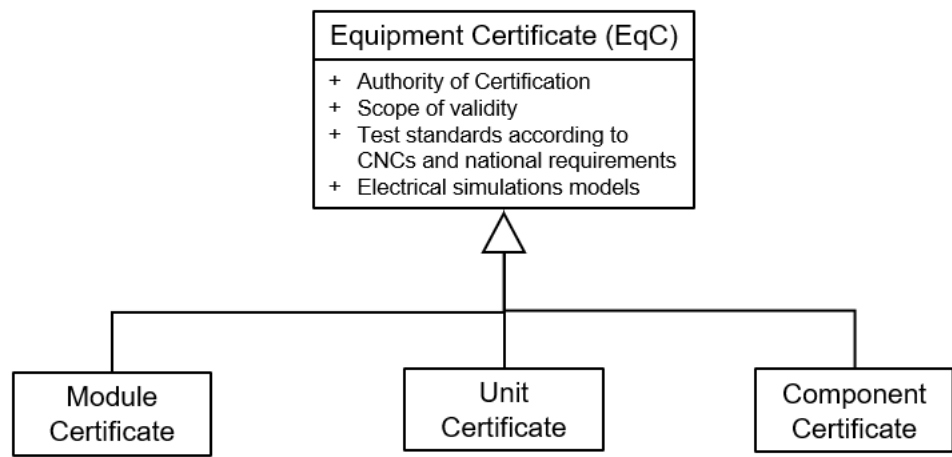 Equipment Certificate (EqC)
+ Authority of Certification
+ Scope of validity
+ Test standards according to
CNCs and national requirements
+ Electrical simulations models
Module
Certificate
Unit
Certificate
Component
Certificate